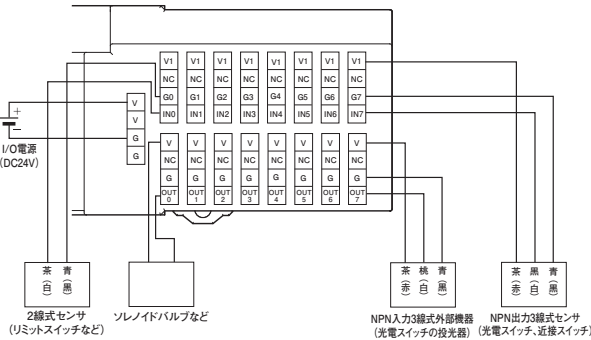 V1 V1 V1 V1 V1 V1 V1 V1
NC NC NC NC NC NC NC NC
G0 G1 G2 G3 G4 G5 G6 G7
IN0 IN1 IN2 IN3 IN4 IN5 IN6 IN7
V
V
G
G
+
−
I/O電源
(DC24V)
V V V V V V V V
NC NC NC NC NC NC NC NC
G G G G G G G G
OUT 0 OUT 1 OUT 2 OUT 3 OUT 4 OUT 5 OUT 6 OUT 7
茶(白) 青(黒)
2線式センサ
(リミットスイッチなど)
ソレノイドバルブなど
茶(赤) 桃(白) 青(黒)
NPN入力3線式外部機器
(光電スイッチの投光器)
茶(赤) 黒(白) 青(黒)
NPN出力3線式センサ
(光電スイッチ、近接スイッチ)